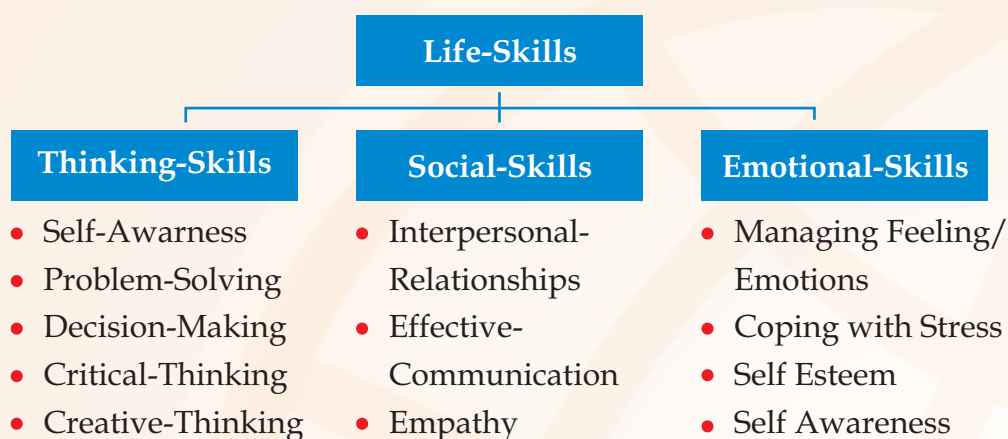 Life-Skills
Thinking-Skills
• Self-Awarness
• Problem-Solving
• Decision-Making
• Critical-Thinking
• Creative-Thinking
Social-Skills
• Interpersonal-
Relationships
• Effective-
Communication
• Empathy
Emotional-Skills
• Managing Feeling/
Emotions
• Coping with Stress
• Self Esteem
• Self Awareness